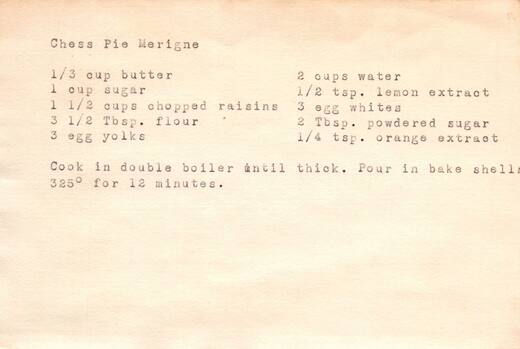 Chess Pie Merigne
1/3 cup butter
1 cup sugar
1 1/2 cups chopped raisins
3 1/2 Tbsp. flour
3 egg yolks
2 cups water
1/2 tsp. lemon extract
3 egg whites
2 Tbsp. powdered sugar
1/4 tsp. orange extract
Cook in double boiler until thick. Pour in bake shells
325° for 12 minutes.